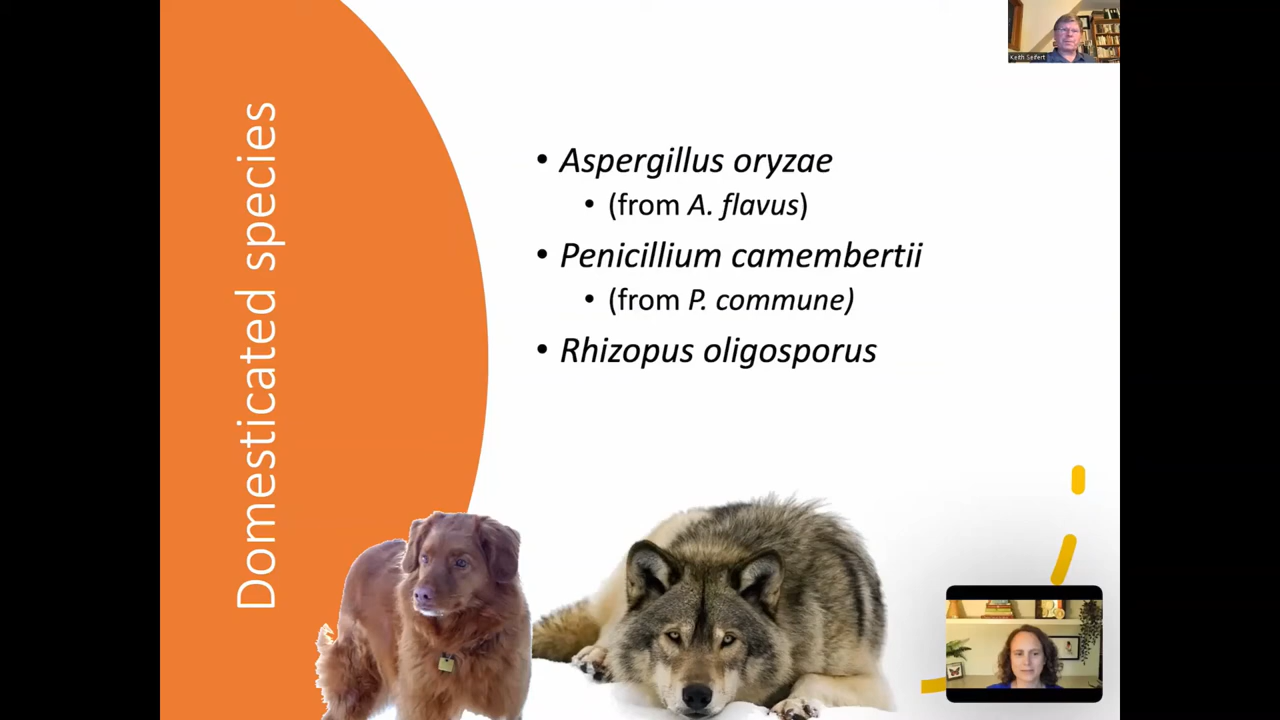 Domesticated species
• Aspergillus oryzae
• (from A. flavus)
• Penicillium camembertii
• (from P. commune)
• Rhizopus oligosporus
Keith Seifert